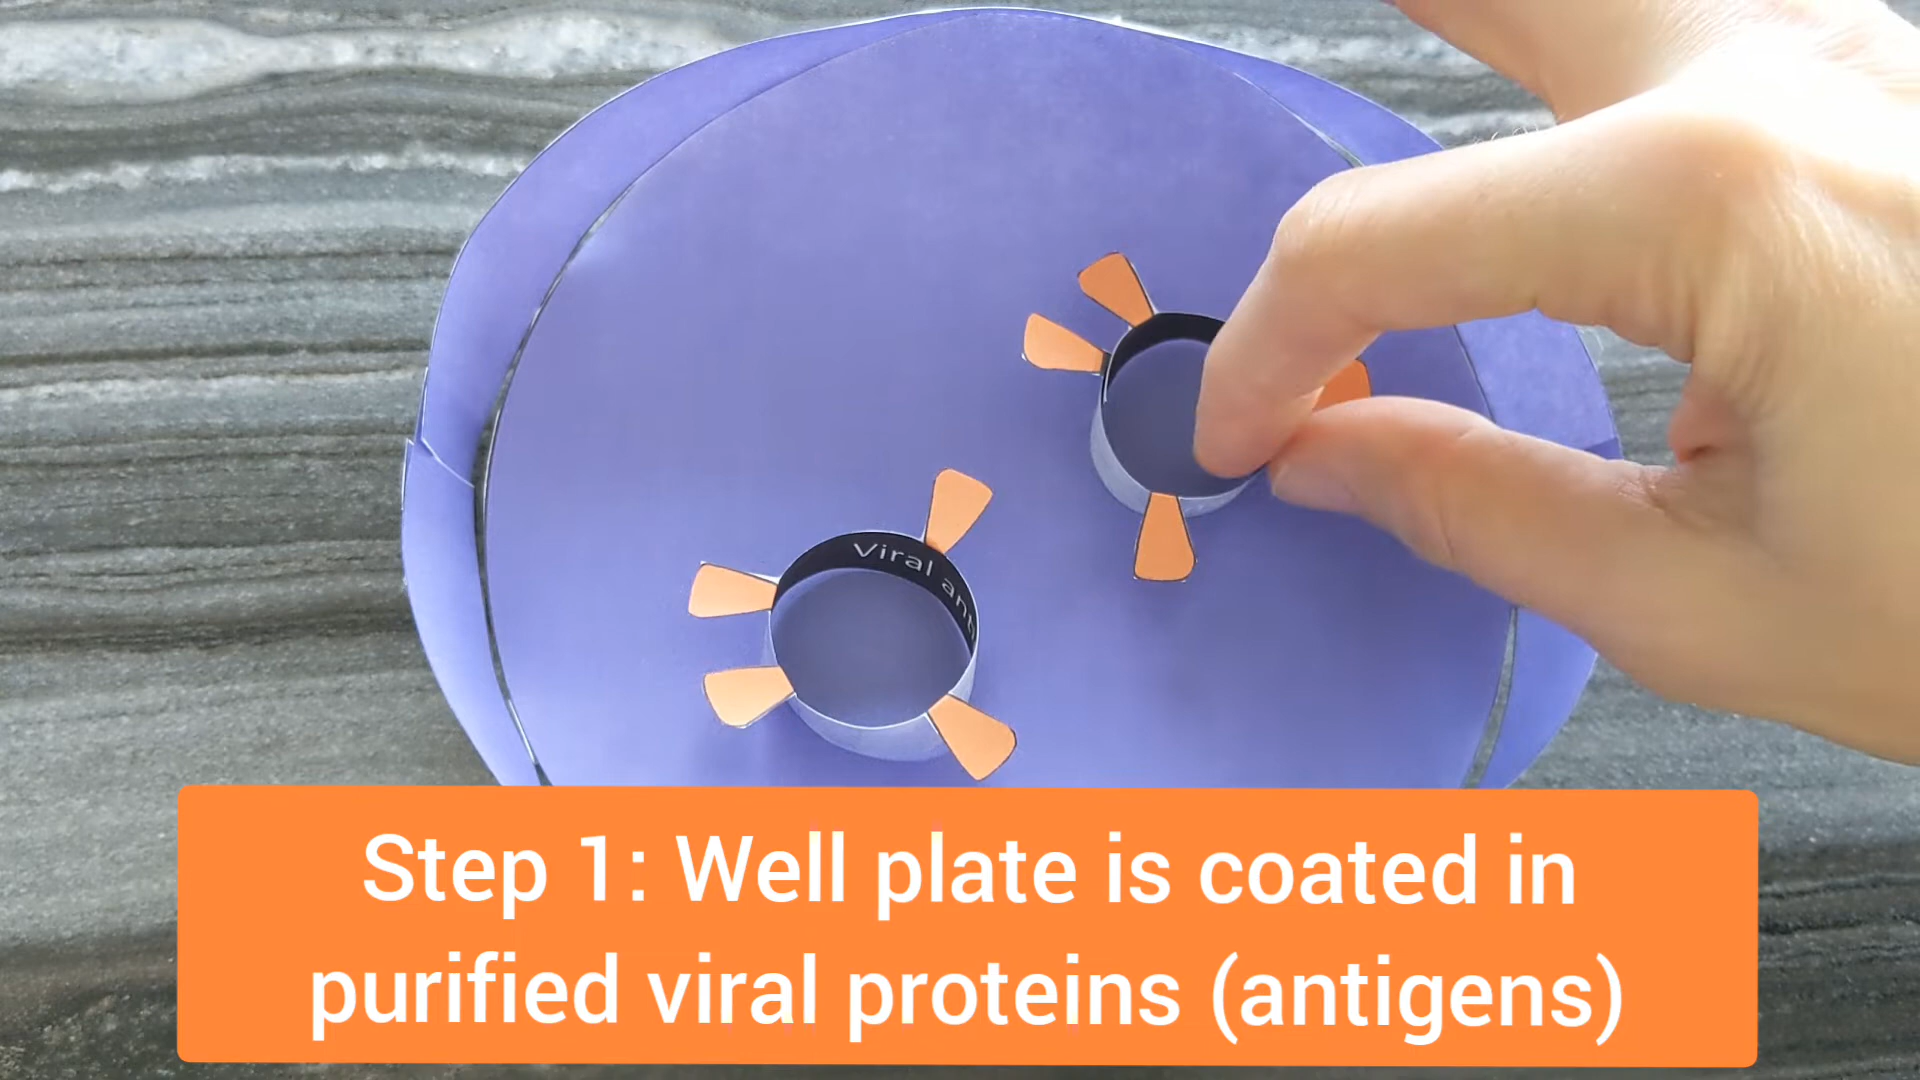 Viral
Step 1: Well plate is coated in
purified viral proteins (antigens)